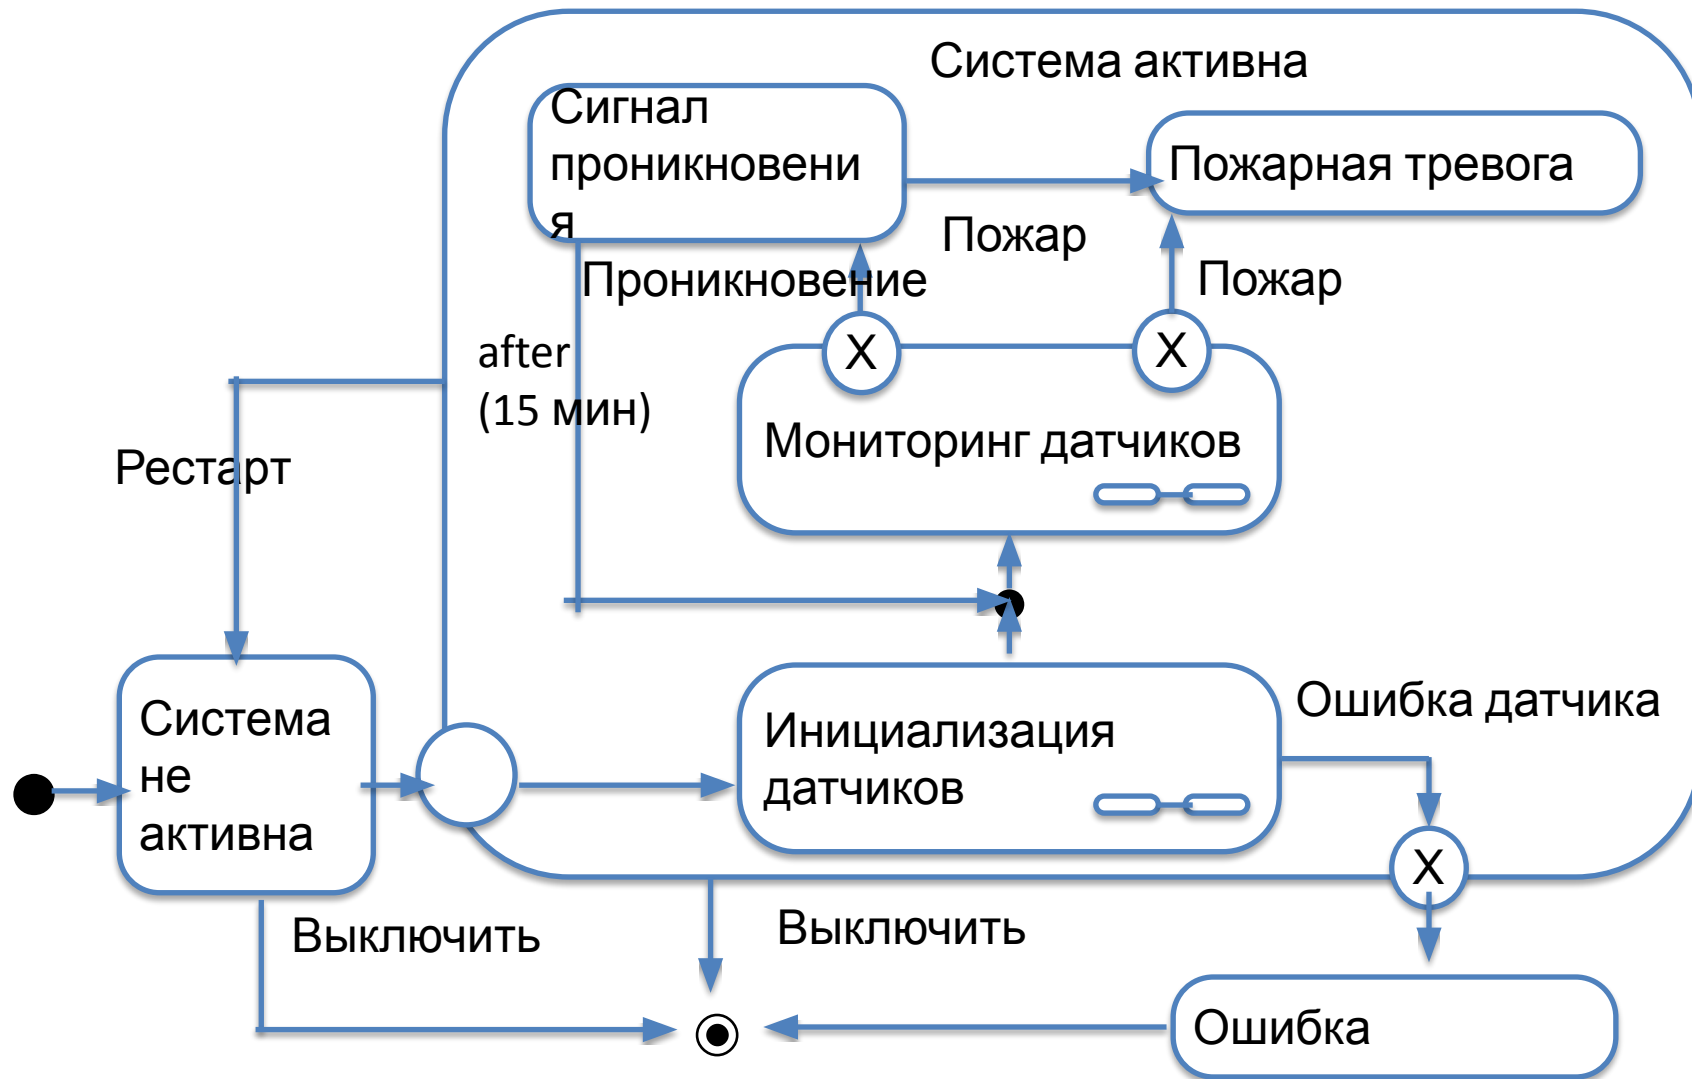 Система активна
Сигнал
проникновени
я
Пожарная тревога
Пожар
Проникновение
Пожар
after
(15 мин)
X
X
Мониторинг датчиков
Рестарт
Система
не
активна
Инициализация
датчиков
Ошибка датчика
X
Выключить
Выключить
Ошибка